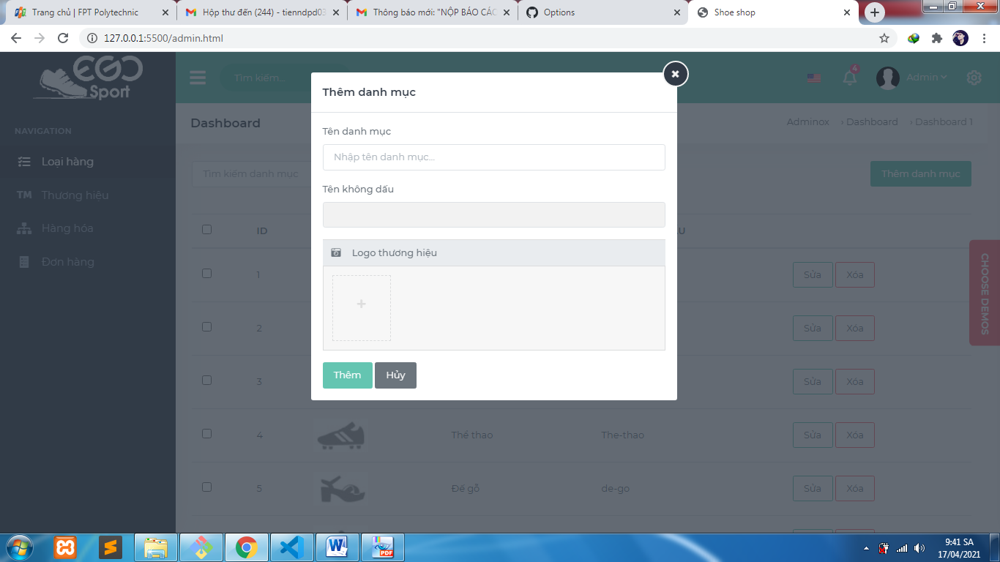 Trang chủ | FPT Polytechnic
Hộp thư đến (244) - tienndpd03
Thông báo mới: "NỘP BÁO CÁO
Options
Shoe shop
127.0.0.1:5500/admin.html
EGO
Sport
Tìm kiếm...
4
Admin
Thêm danh mục
Dashboard
Adminox › Dashboard › Dashboard 1
NAVIGATION
Loại hàng
TM Thương hiệu
Hàng hóa
Đơn hàng
Tên danh mục
Nhập tên danh mục...
Tìm kiếm danh mục
Thêm danh mục
Tên không dấu
ID
Logo thương hiệu
CHOOSE DEMOS
1
Sửa Xóa
2
Sửa Xóa
3
Sửa Xóa
Thêm Hủy
4 Thể thao The-thao Sửa Xóa
5 Đế gỗ de-go Sửa Xóa
PDF
9:41 SA
17/04/2021